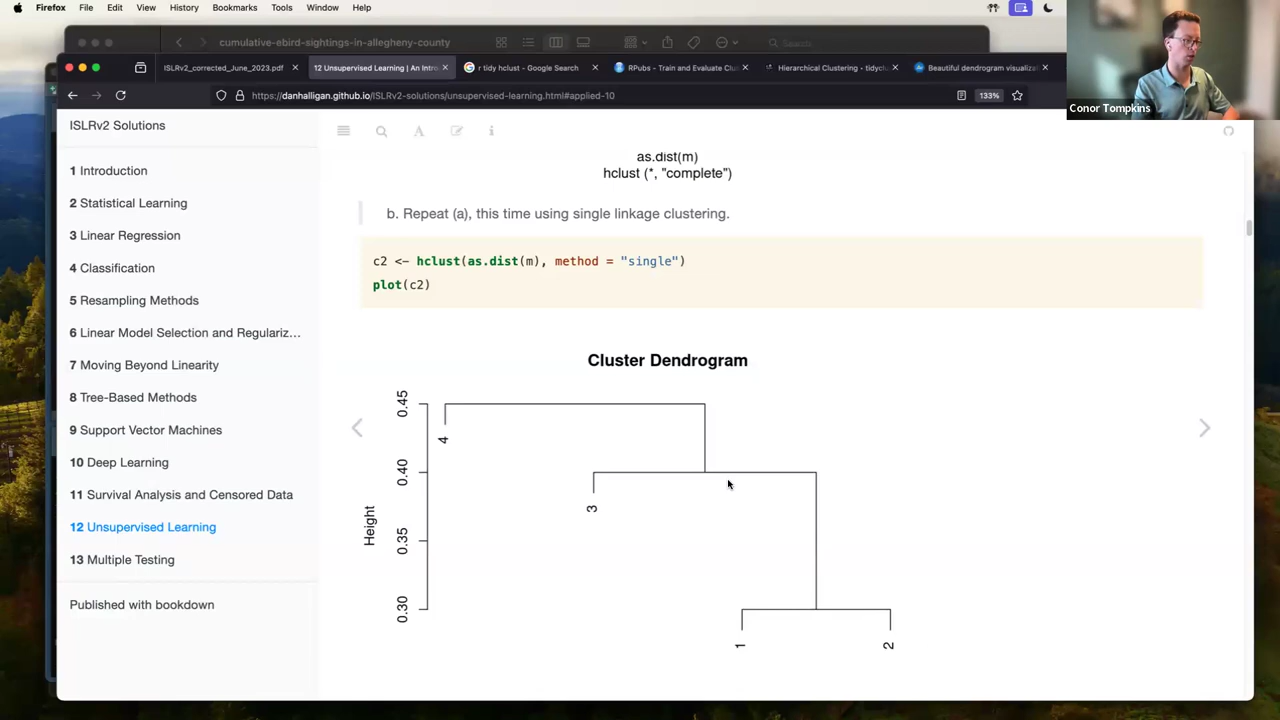 Firefox File Edit View History Bookmarks Tools Window Help
cumulative-ebird-sightings-in-allegheny-county
Search
ISLRv2_corrected_June_2023.pdf
12 Unsupervised Learning | An Intro
r tidy hclust - Google Search
RPubs - Train and Evaluate Clu
Hierarchical Clustering - tidycl
Beautiful dendrogram visualiza
https://danhalligan.github.io/ISLRv2-solutions/unsupervised-learning.html#applied-10
133%
Conor Tompkins
ISLRv2 Solutions
1 Introduction
2 Statistical Learning
3 Linear Regression
4 Classification
5 Resampling Methods
6 Linear Model Selection and Regulariz...
7 Moving Beyond Linearity
8 Tree-Based Methods
9 Support Vector Machines
10 Deep Learning
11 Survival Analysis and Censored Data
12 Unsupervised Learning
13 Multiple Testing
Published with bookdown
A
i
as.dist(m)
hclust (*, "complete")
b. Repeat (a), this time using single linkage clustering.
c2 <- hclust(as.dist(m), method = "single")
plot(c2)
Cluster Dendrogram
Height
0.45
0.40
0.35
0.30
4
3
1
2